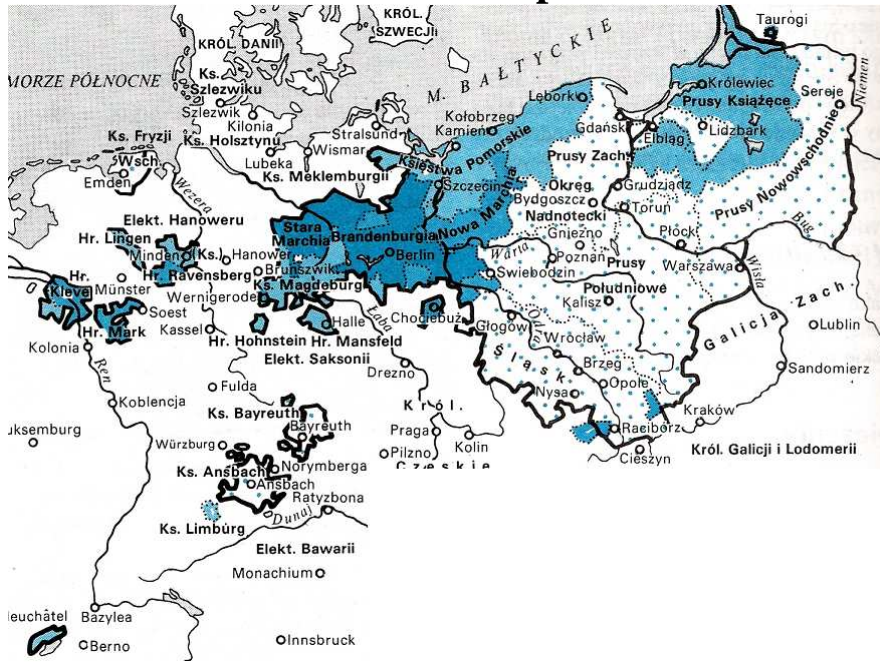 Taurogi
KRÓL.
SZWECJI
KRÓL. DANII
MORZE PÓŁNOCNE
M. BAŁTYCKIE
Niemen
Ks.
Szlezwiku
Szlezwik
Kilonia
Ks. Holsztynu
Lubeka
Wismar
Stralsund
Ks. Meklemburgii
Kołobrzeg
Kamień
Lębork
Księstwa Pomorskie
Szczecin
Gdańsk
Królewiec
Prusy Książęce
Sereje
Elbląg
Lidzbark
Prusy Nowowschodnie
Prusy Zach.
Grudziądz
Okręg
Bydgoszcz
Nadnotecki
Toruń
Gniezno
Płock
Bug
Ks. Fryzji
Wsch.
Emden
Wezera
Elekt. Hanoweru
Hr. Lingen
Minden
(Ks.)
Hanower
Hr. Ravensberg
Brunszwik
Stara
Marchia
Brandenburgia
Nowa Marchia
Berlin
Ks. Magdeburg
Warta
Poznań
Prusy
Świebodzin
Południowe
Kalisz
Warszawa
Wisła
Galicja Zach.
Lublin
Sandomierz
Hr.
Kleve
Münster
Soest
Hr. Mark
Kolonia
Ren
Wernigerode
Kassel
Halle
Hr. Hohnstein
Hr. Mansfeld
Elekt. Saksonii
Łaba
Chociebuż
Drezno
Głogów
Odra
Wrocław
Śląsk
Brzeg
Opole
Nysa
Racibórz
Kraków
Cieszyn
Król. Galicji i Lodomerii
Koblencja
Fulda
Ks. Bayreuth
Bayreuth
Würzburg
Król.
Praga
Kolin
Pilzno
Czeskie
uksemburg
Ks. Ansbach
Norymberga
Ansbach
Ratyzbona
Dunaj
Ks. Limburg
Elekt. Bawarii
Monachium
Bazylea
euchâtel
Berno
Innsbruck